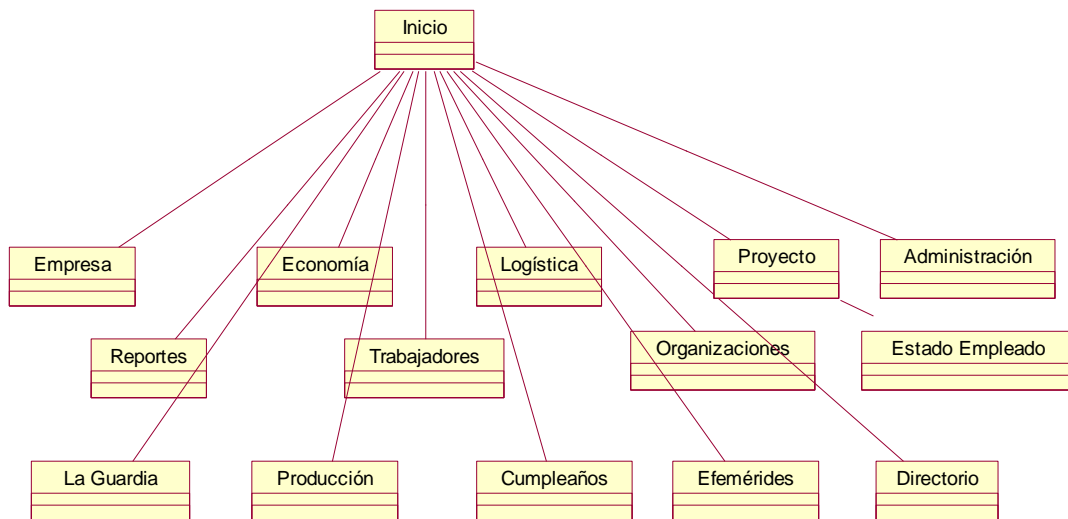 Inicio
Empresa
Economía
Logística
Proyecto
Administración
Reportes
Trabajadores
Organizaciones
Estado Empleado
La Guardia
Producción
Cumpleaños
Efemérides
Directorio